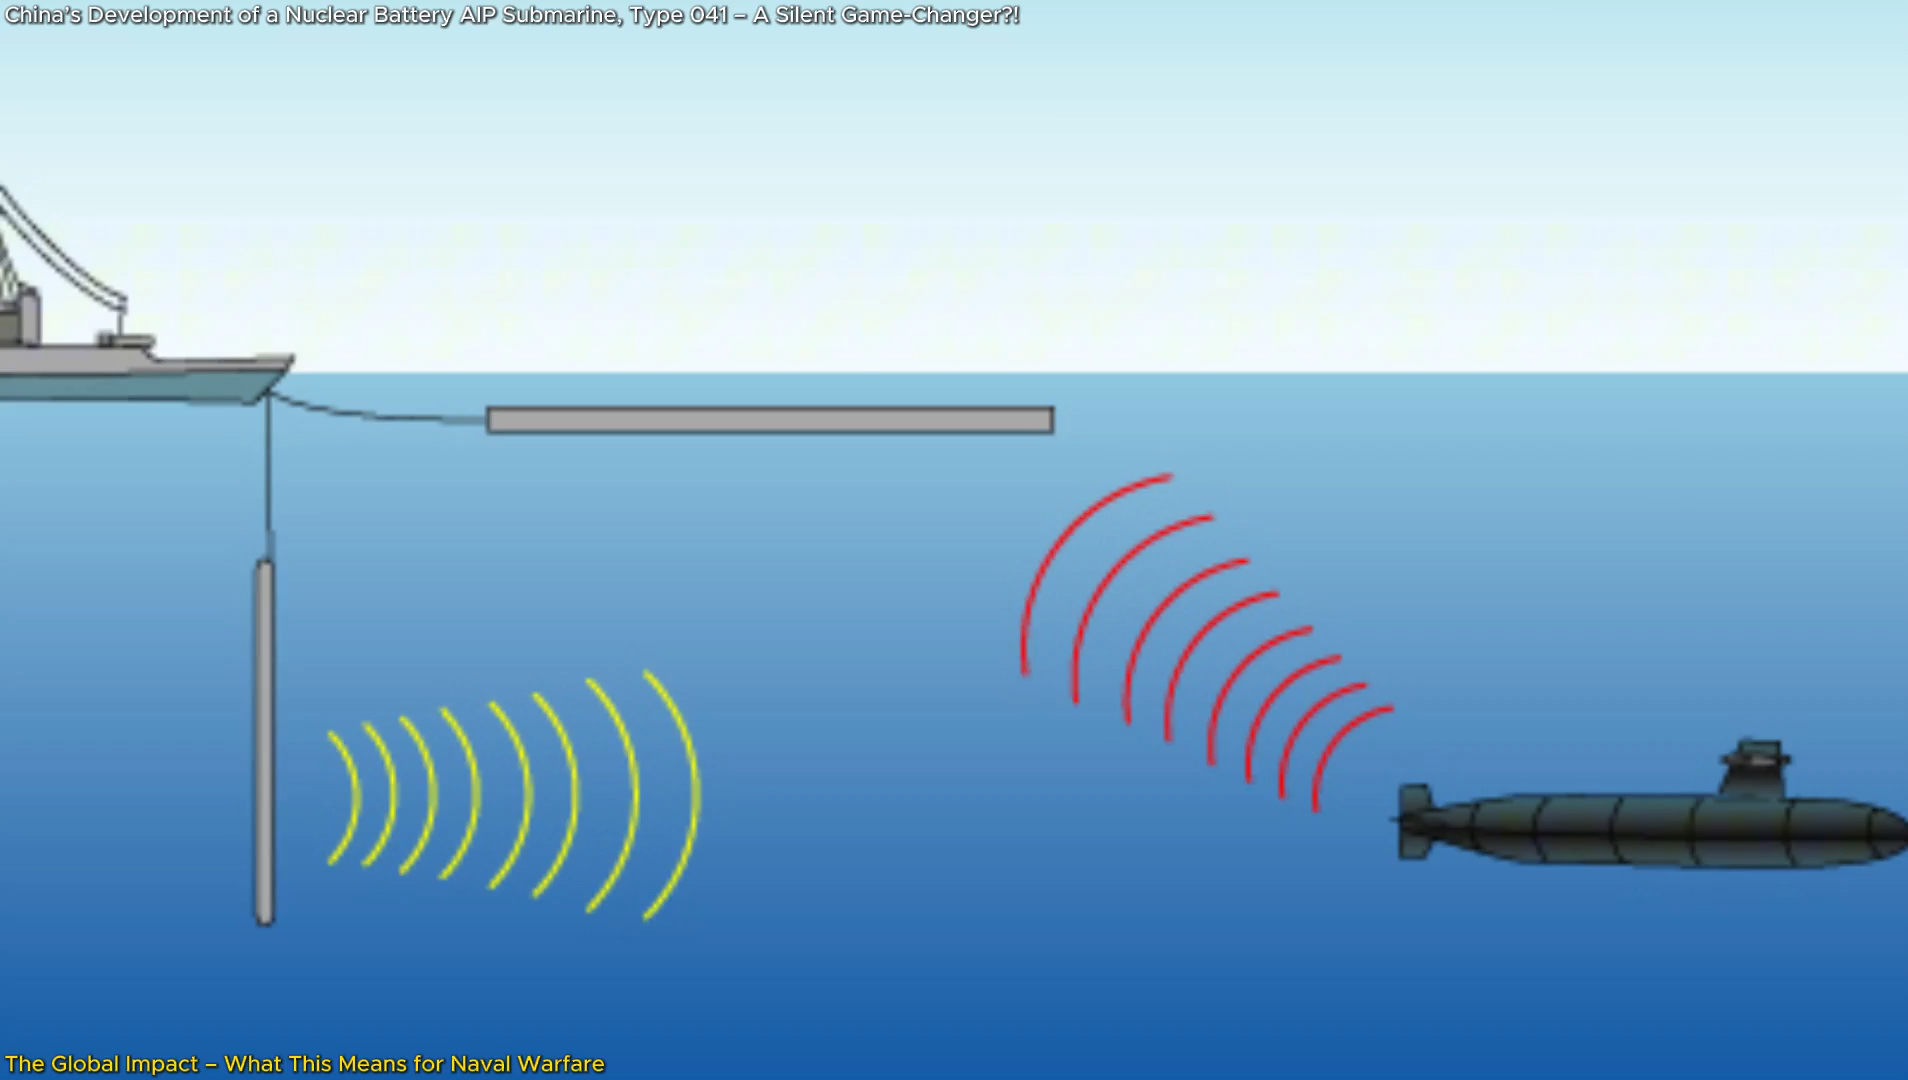 China's Development of a Nuclear Battery AIP Submarine, Type 041 – A Silent Game-Changer?!
The Global Impact – What This Means for Naval Warfare